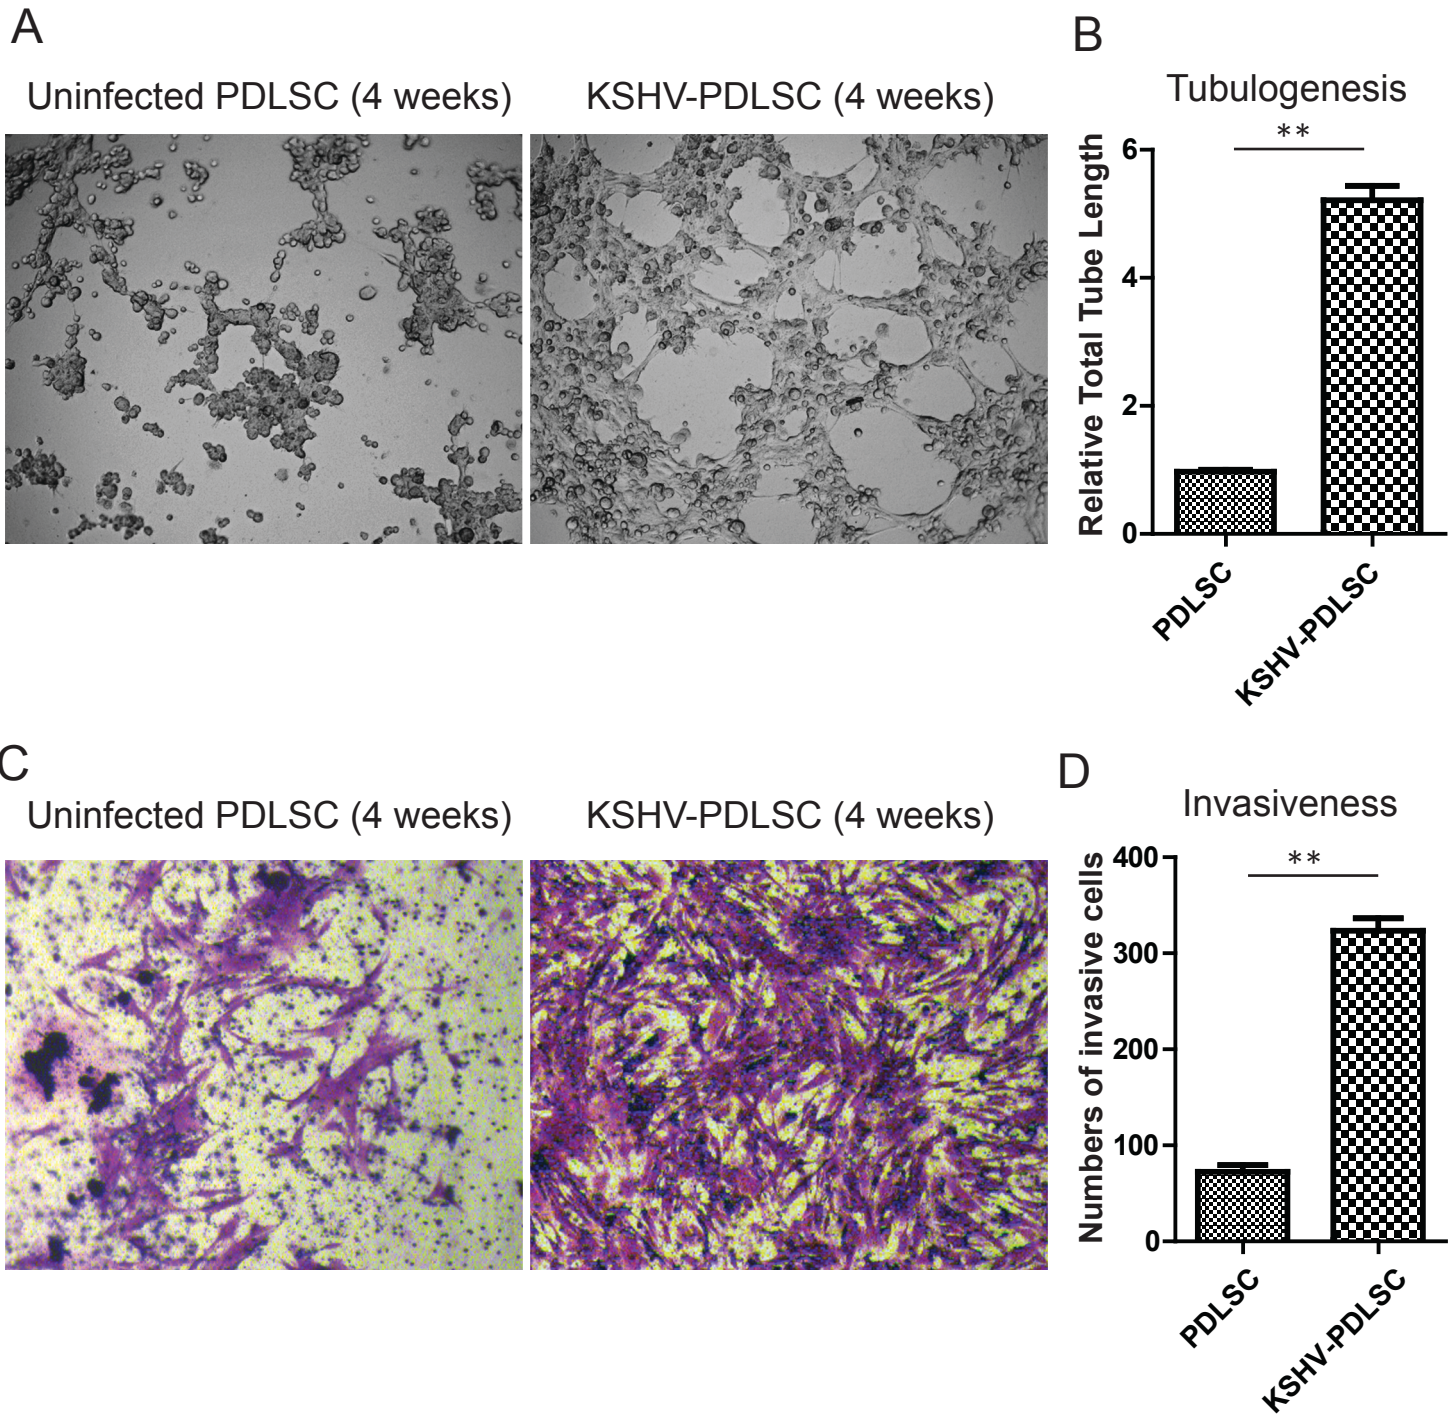 A
Uninfected PDLSC (4 weeks)
KSHV-PDLSC (4 weeks)
B
Tubulogenesis
**
Relative Total Tube Length
6
4
2
0
PDLSC
KSHV-PDLSC
C
Uninfected PDLSC (4 weeks)
KSHV-PDLSC (4 weeks)
D
Invasiveness
**
Numbers of invasive cells
400
300
200
100
0
PDLSC
KSHV-PDLSC